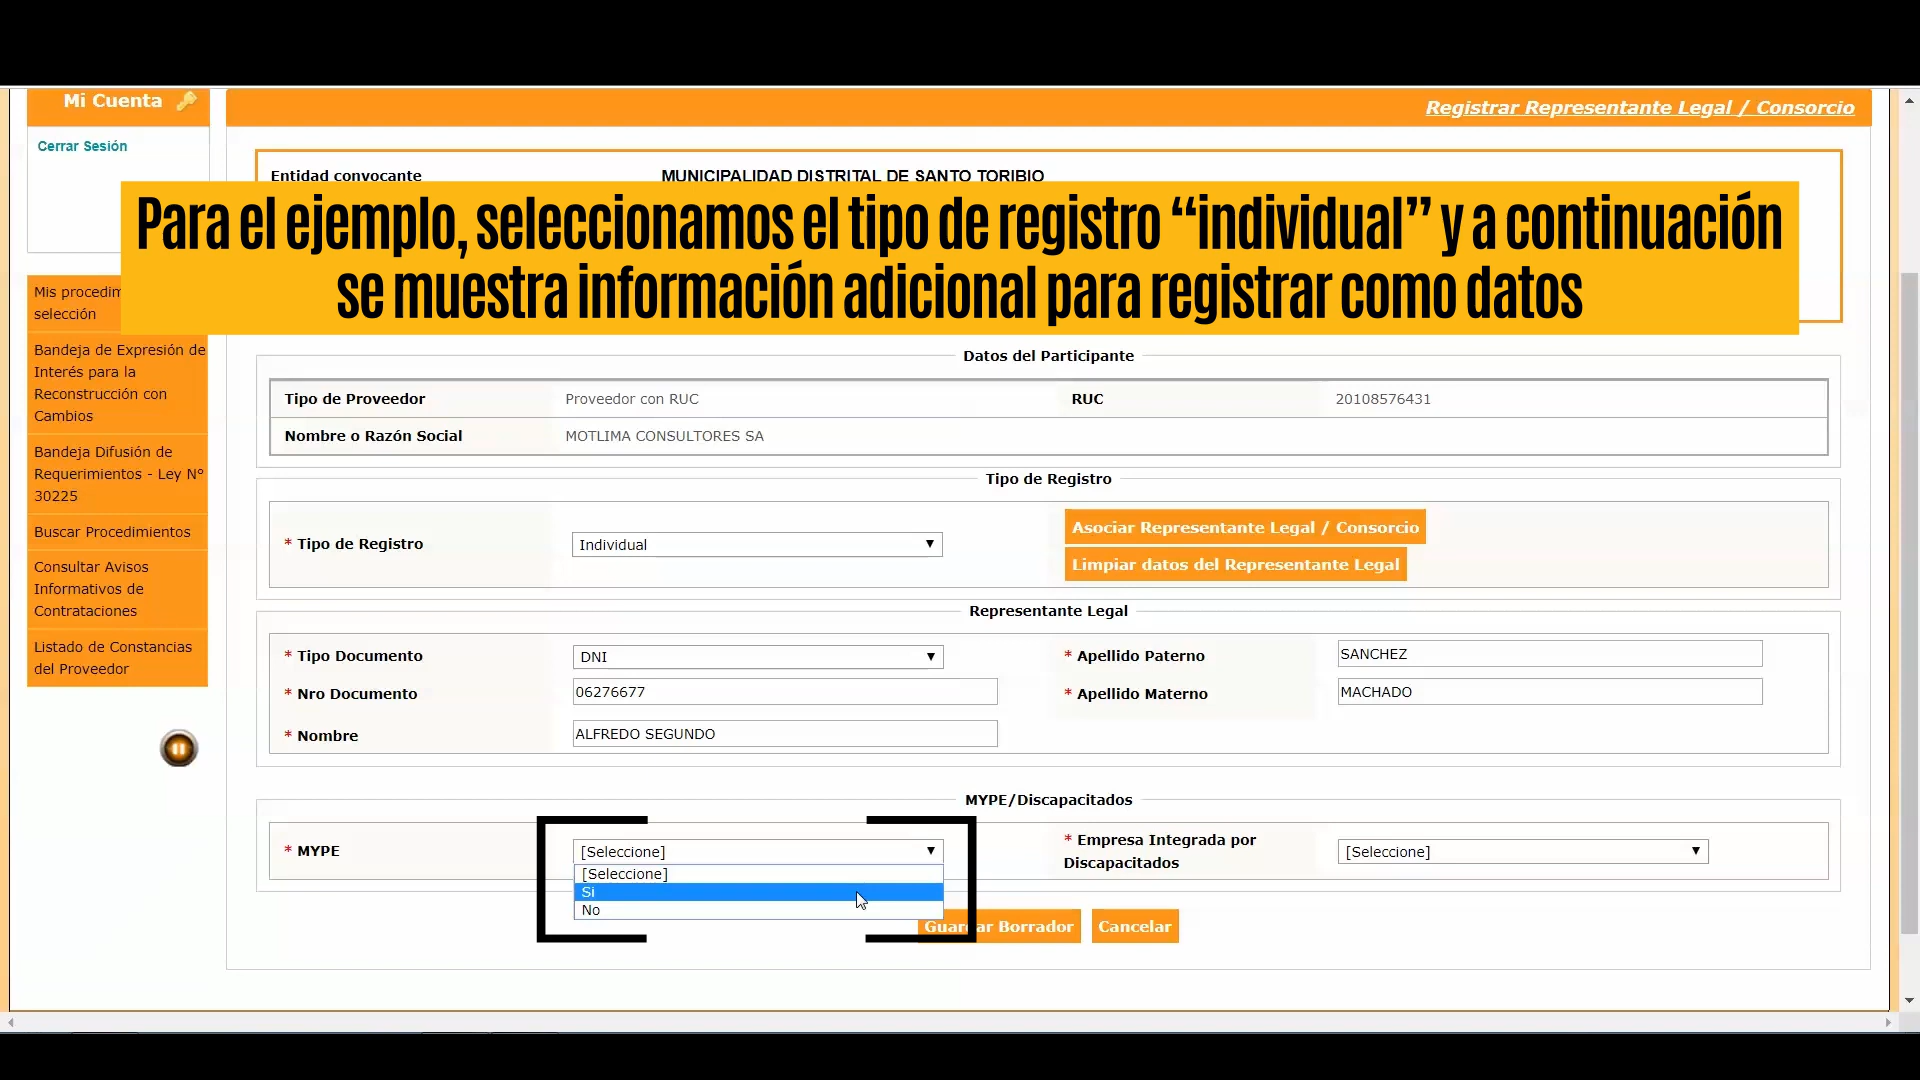 Mi Cuenta
Registrar Representante Legal / Consorcio
Cerrar Sesión
Entidad convocante
MUNICIPALIDAD DISTRITAL DE SANTO TORIBIO
Para el ejemplo, seleccionamos el tipo de registro “individual” y a continuación
se muestra información adicional para registrar como datos
Mis procedim
selección
Bandeja de Expresión de
Interés para la
Reconstrucción con
Cambios
Bandeja Difusión de
Requerimientos - Ley N°
30225
Buscar Procedimientos
Consultar Avisos
Informativos de
Contrataciones
Listado de Constancias
del Proveedor
Datos del Participante
Tipo de Proveedor Proveedor con RUC RUC 20108576431
Nombre o Razón Social MOTLIMA CONSULTORES SA
Tipo de Registro
* Tipo de Registro Individual
Asociar Representante Legal / Consorcio
Limpiar datos del Representante Legal
Representante Legal
* Tipo Documento DNI * Apellido Paterno SANCHEZ
* Nro Documento 06276677 * Apellido Materno MACHADO
* Nombre ALFREDO SEGUNDO
MYPE/Discapacitados
* MYPE [Seleccione]
* Empresa Integrada por
Discapacitados [Seleccione]
[Seleccione]
Si
No
Guardar Borrador Cancelar